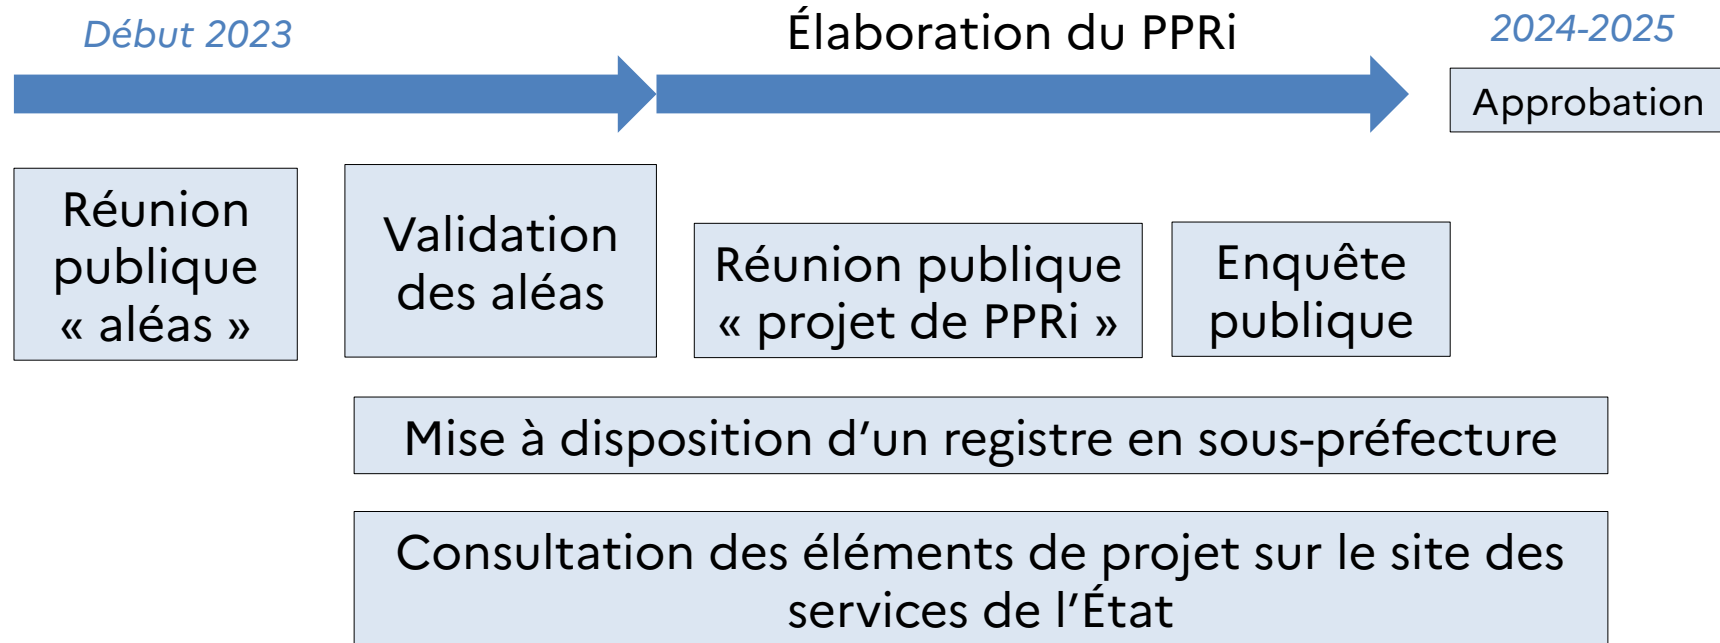 Début 2023
Élaboration du PPRi
2024-2025
Approbation
Réunion
publique
« aléas »
Validation
des aléas
Réunion publique
« projet de PPRi »
Enquête
publique
Mise à disposition d’un registre en sous-préfecture
Consultation des éléments de projet sur le site des
services de l’État